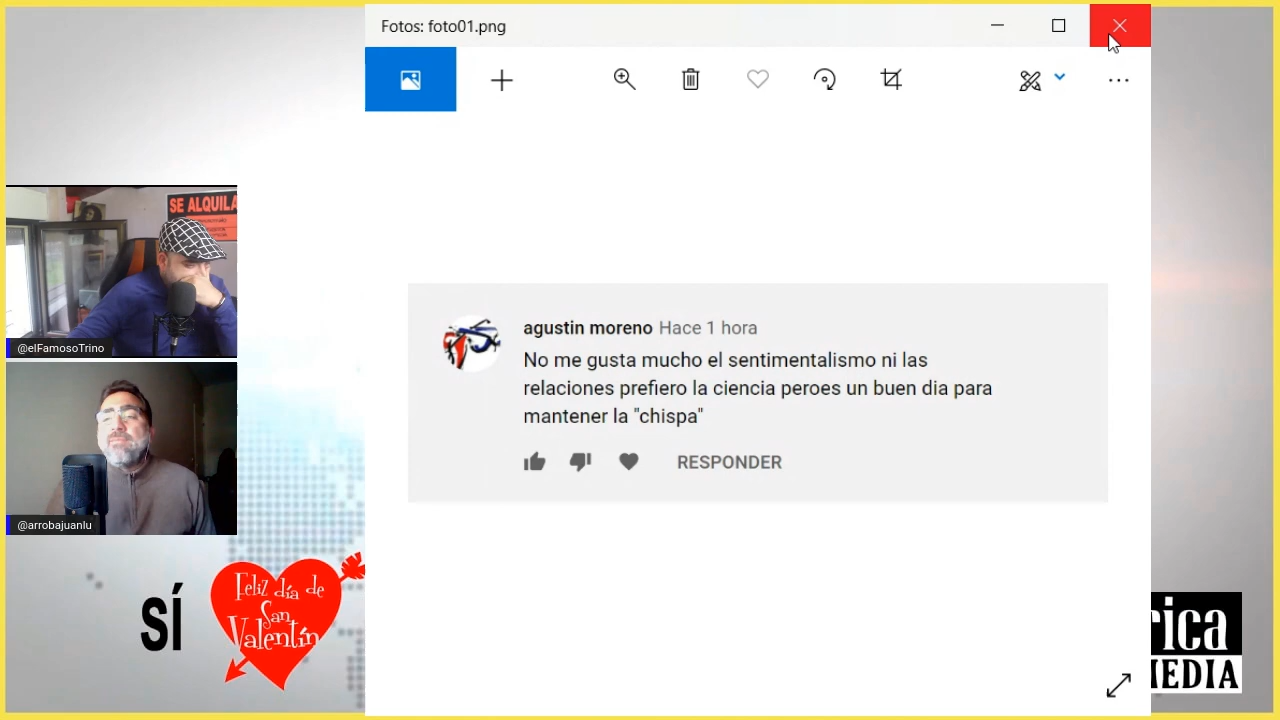 Fotos: foto01.png
SE ALQUILA
@elFamosoTrino
@arrobajuanlu
agustin moreno Hace 1 hora
No me gusta mucho el sentimentalismo ni las
relaciones prefiero la ciencia peroes un buen dia para
mantener la "chispa"
RESPONDER
SÍ
Feliz día de
San
Valentín
rica
MEDIA